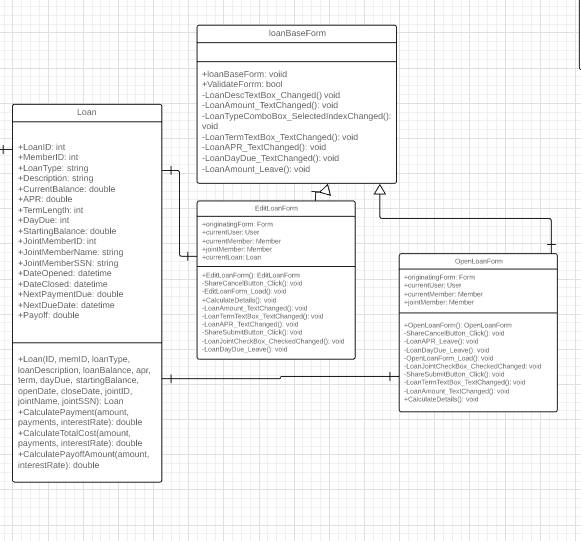 loanBaseForm
+loanBaseForm: voiid
+ValidateForrm: bool
-LoanDescTextBox_Changed() void
-LoanAmount_TextChanged(): void
-LoanTypeComboBox_SelectedIndexChanged():
void
-LoanTermTextBox_TextChanged(): void
-LoanAPR_TextChanged(): void
-LoanDayDue_TextChanged(): void
-LoanAmount_Leave(): void
Loan
+LoanID: int
+MemberID: int
+LoanType: string
+Description: string
+CurrentBalance: double
+APR: double
+TermLength: int
+DayDue: int
+StartingBalance: double
+JointMemberID: int
+JointMemberName: string
+JointMemberSSN: string
+DateOpened: datetime
+DateClosed: datetime
+NextPaymentDue: double
+NextDueDate: datetime
+Payoff: double
+Loan(ID, memID, loanType,
loanDescription, loanBalance, apr,
term, dayDue, startingBalance,
openDate, closeDate, jointID,
jointName, jointSSN): Loan
+CalculatePayment(amount,
payments, interestRate): double
+CalculateTotalCost(amount,
payments, interestRate): double
+CalculatePayoffAmount(amount,
interestRate): double
EditLoanForm
+originatingForm: Form
+currentUser: User
+currentMember: Member
+jointMember: Member
+currentLoan: Loan
+EditLoanForm(): EditLoanForm
-ShareCancelButton_Click(): void
-EditLoanForm_Load(): void
+CalculateDetails(): void
-LoanAmount_TextChanged(): void
-LoanTermTextBox_TextChanged(): void
-LoanAPR_TextChanged(): void
-ShareSubmitButton_Click(): void
-LoanJointCheckBox_CheckedChanged(): void
-LoanDayDue_Leave(): void
OpenLoanForm
+originatingForm: Form
+currentUser: User
+currentMember: Member
+jointMember: Member
+OpenLoanForm(): OpenLoanForm
-ShareCancelButton_Click(): void
-LoanAPR_Leave(): void
-LoanDayDue_Leave(): void
-OpenLoanForm_Load(): void
-LoanJointCheckBox_CheckeChanged: void
-ShareSubmitButton_Click(): void
-LoanTermTextBox_TextChanged(): void
-LoanAmount_TextChanged(): void
+CalculateDetails(): void